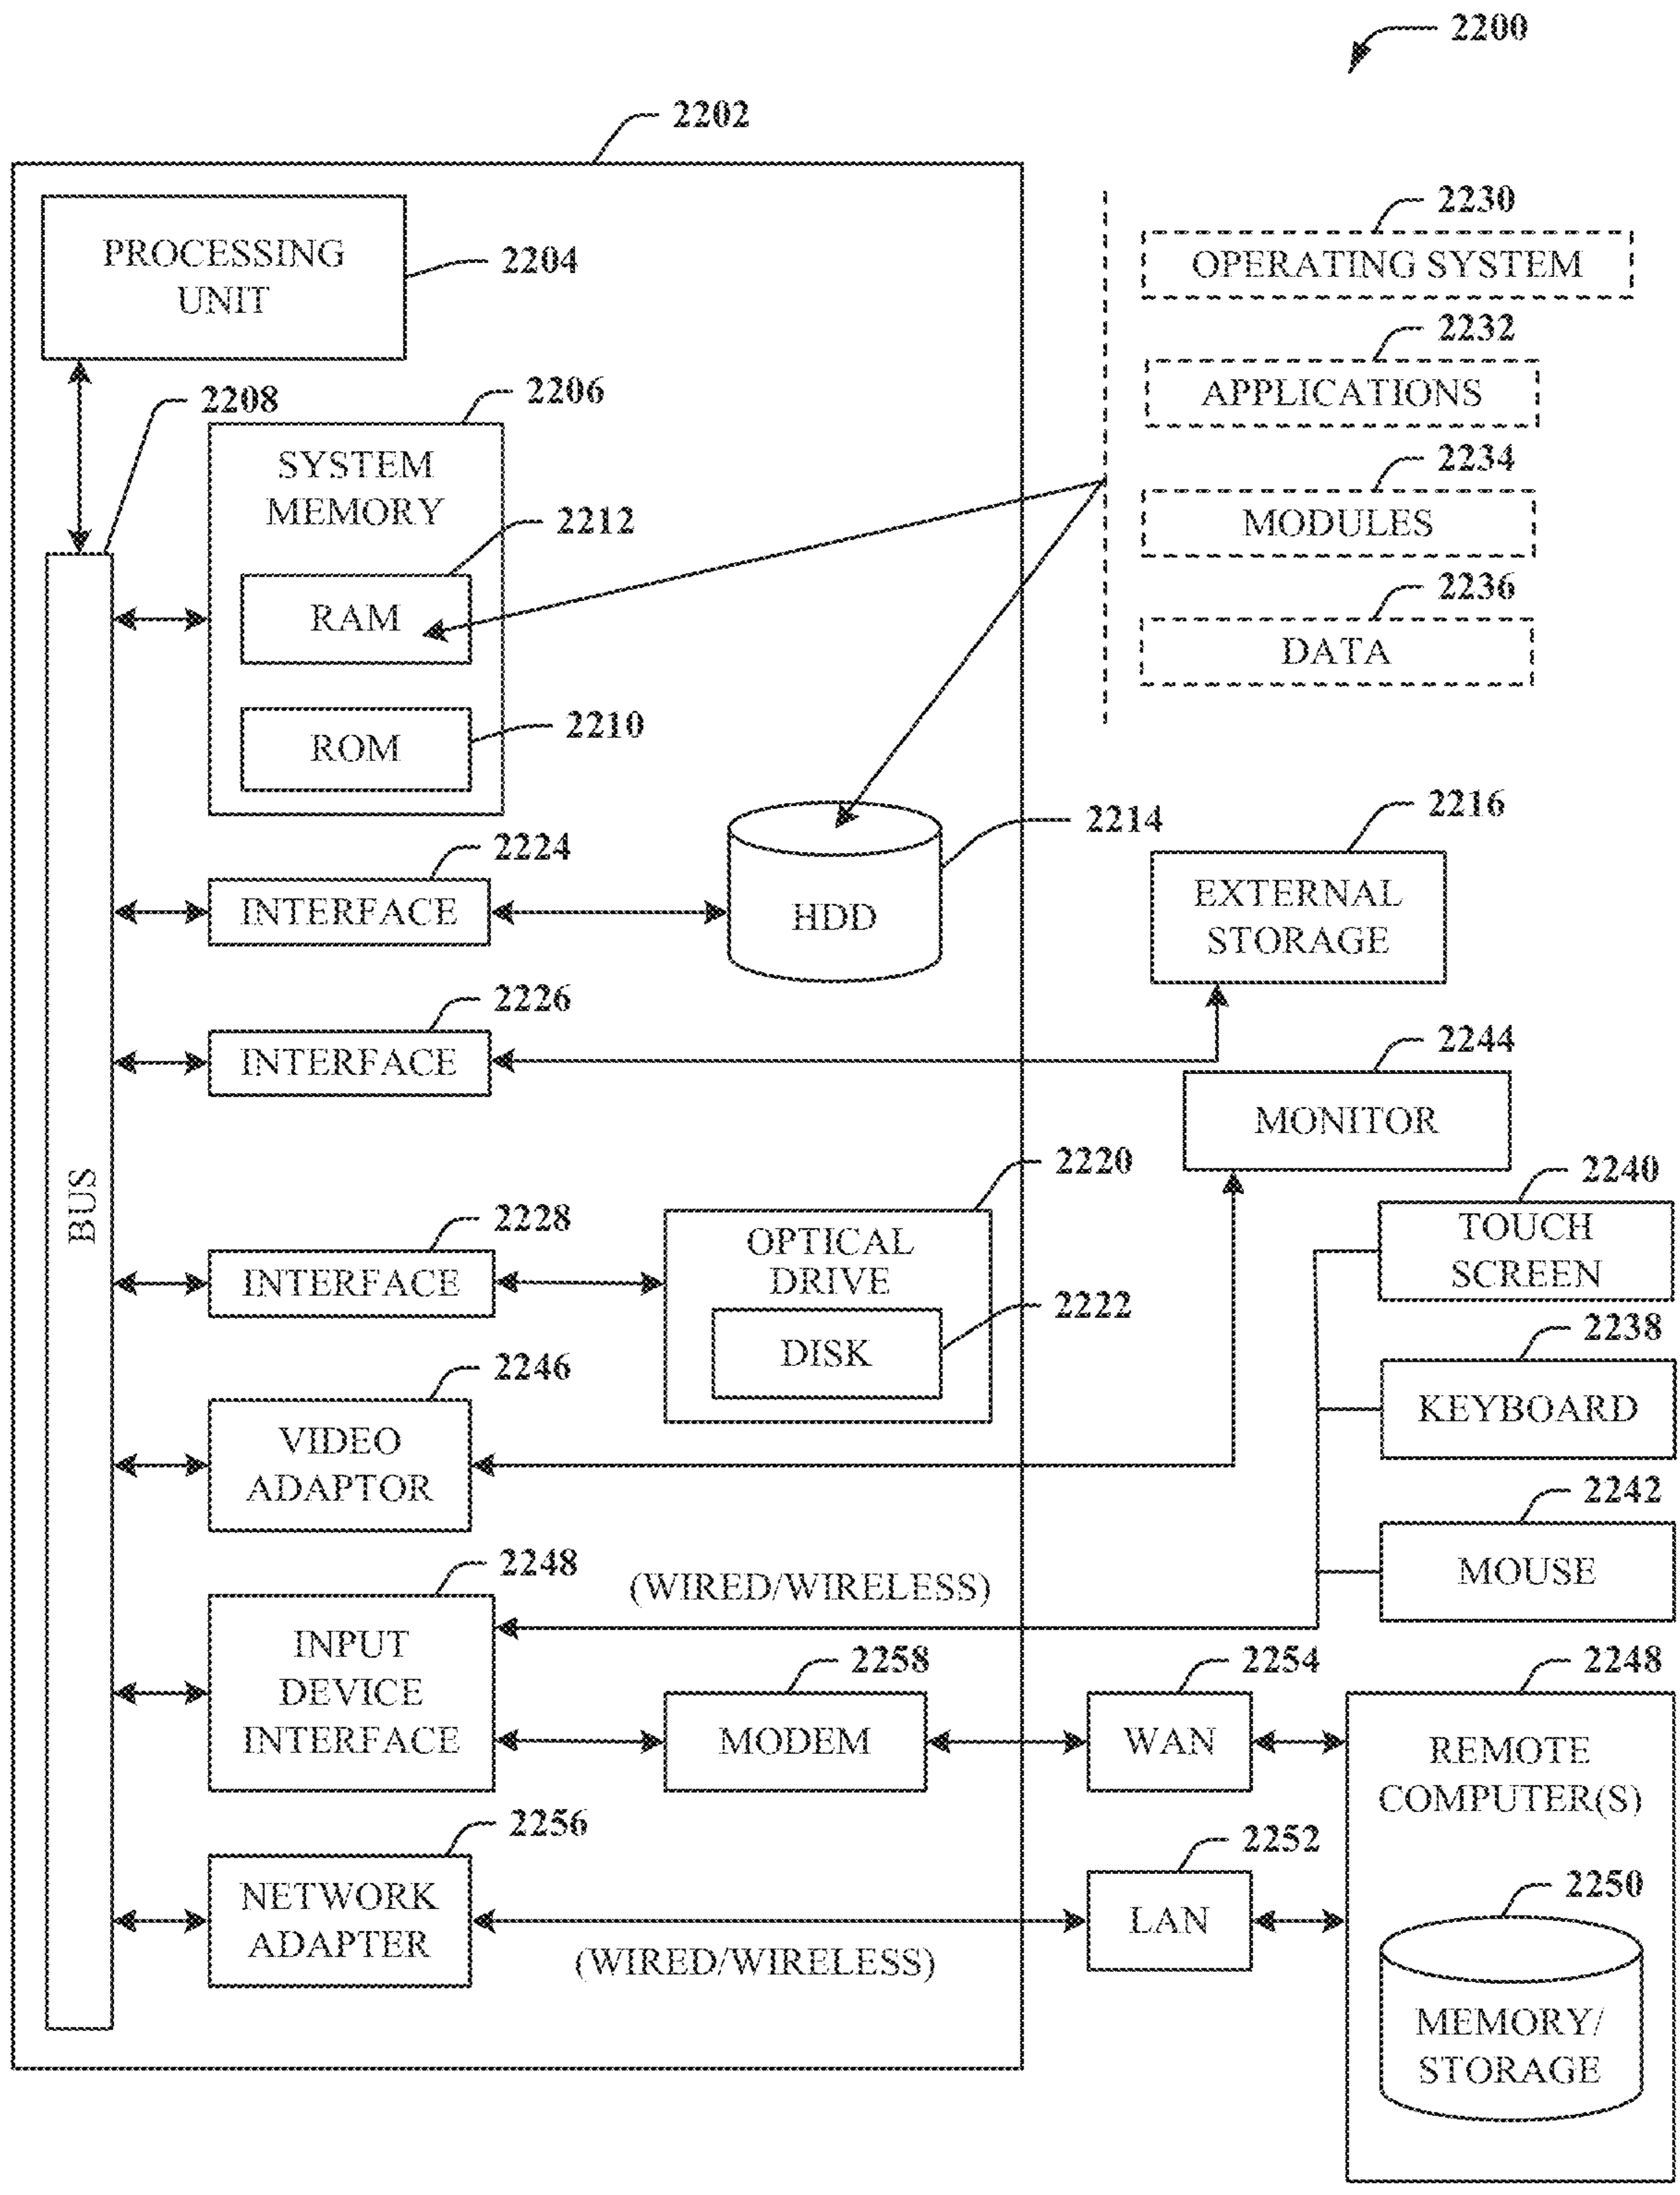 2200
2202
PROCESSING
UNIT
2204
2230
OPERATING SYSTEM
2232
APPLICATIONS
2234
MODULES
2236
DATA
2208
2206
SYSTEM
MEMORY
2212
RAM
2210
ROM
2224
INTERFACE
2214
HDD
2216
EXTERNAL
STORAGE
2226
INTERFACE
2244
MONITOR
BUS
2228
INTERFACE
2220
OPTICAL
DRIVE
2222
DISK
2240
TOUCH
SCREEN
2238
KEYBOARD
2246
VIDEO
ADAPTOR
2242
MOUSE
2248
INPUT
DEVICE
INTERFACE
(WIRED/WIRELESS)
2258
MODEM
2254
WAN
2248
REMOTE
COMPUTER(S)
2256
NETWORK
ADAPTER
(WIRED/WIRELESS)
2252
LAN
2250
MEMORY/
STORAGE